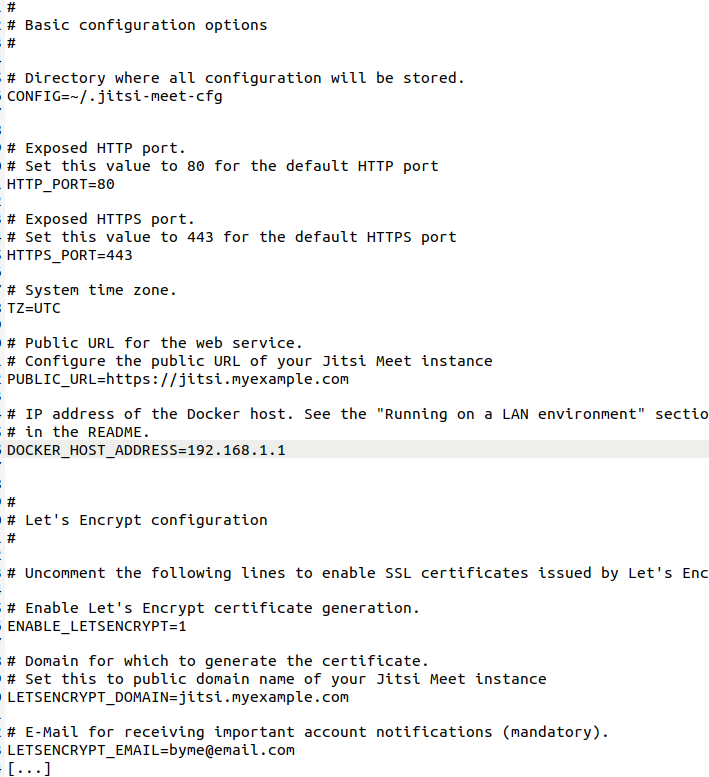 #
# Basic configuration options
#
# Directory where all configuration will be stored.
CONFIG=~/.jitsi-meet-cfg
# Exposed HTTP port.
# Set this value to 80 for the default HTTP port
HTTP_PORT=80
# Exposed HTTPS port.
# Set this value to 443 for the default HTTPS port
HTTPS_PORT=443
# System time zone.
TZ=UTC
# Public URL for the web service.
# Configure the public URL of your Jitsi Meet instance
PUBLIC_URL=https://jitsi.myexample.com
# IP address of the Docker host. See the "Running on a LAN environment" sectio
# in the README.
DOCKER_HOST_ADDRESS=192.168.1.1
#
# Let's Encrypt configuration
#
# Uncomment the following lines to enable SSL certificates issued by Let's Enc
# Enable Let's Encrypt certificate generation.
ENABLE_LETSENCRYPT=1
# Domain for which to generate the certificate.
# Set this to public domain name of your Jitsi Meet instance
LETSENCRYPT_DOMAIN=jitsi.myexample.com
# E-Mail for receiving important account notifications (mandatory).
LETSENCRYPT_EMAIL=byme@email.com
[...]